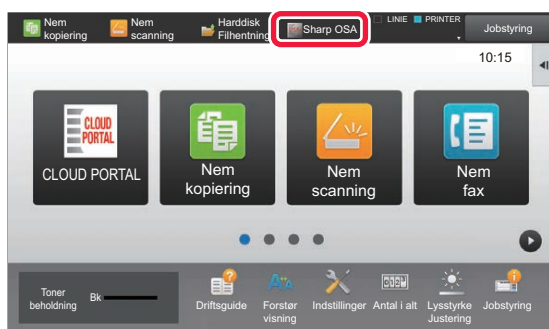 Nem
kopiering
Nem
scanning
Harddisk
Filhentning
Sharp OSA
LINIE
PRINTER
Jobstyring
10:15
CLOUD
PORTAL
CLOUD PORTAL
Nem
kopiering
Nem
scanning
Nem
fax
Toner
beholdning
Bk
Driftsguide
Forstør
visning
Indstillinger
Antal i alt
Lysstyrke
Justering
Jobstyring